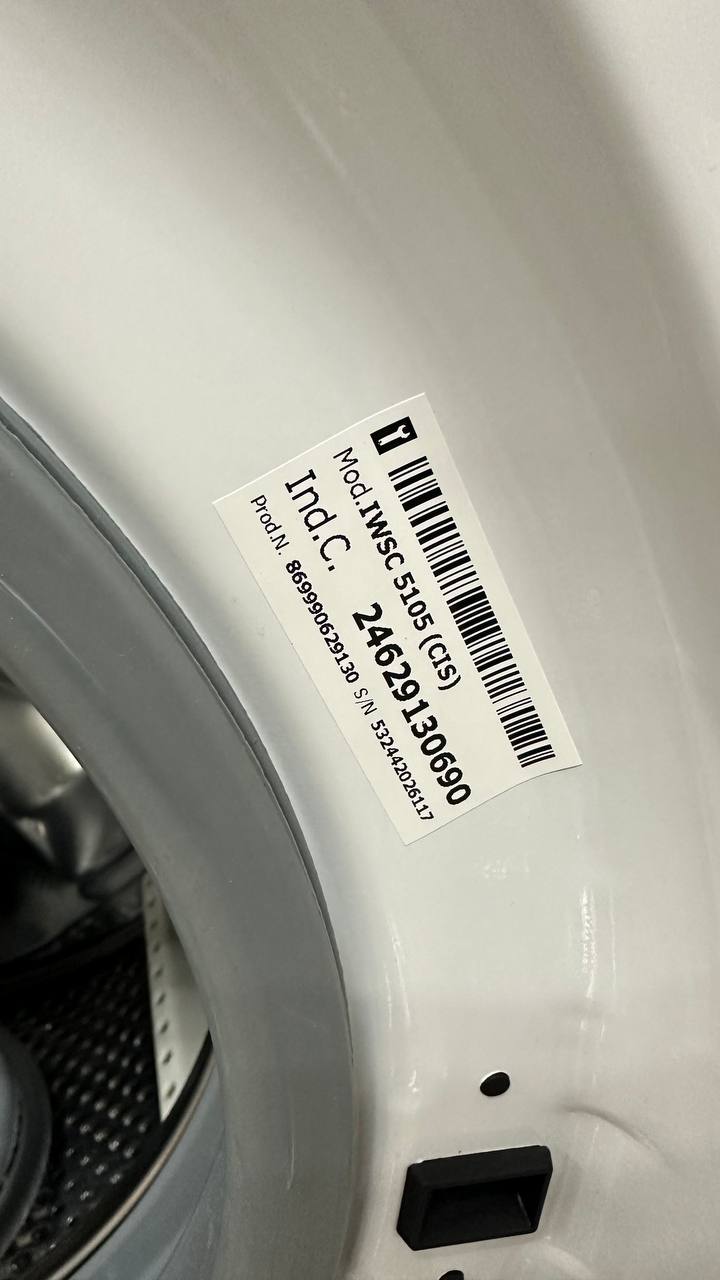 Mod.IWSC 5105 (CIS)
Ind.C. 24629130690
Prod.N. 869990629130 S/N 532442026117